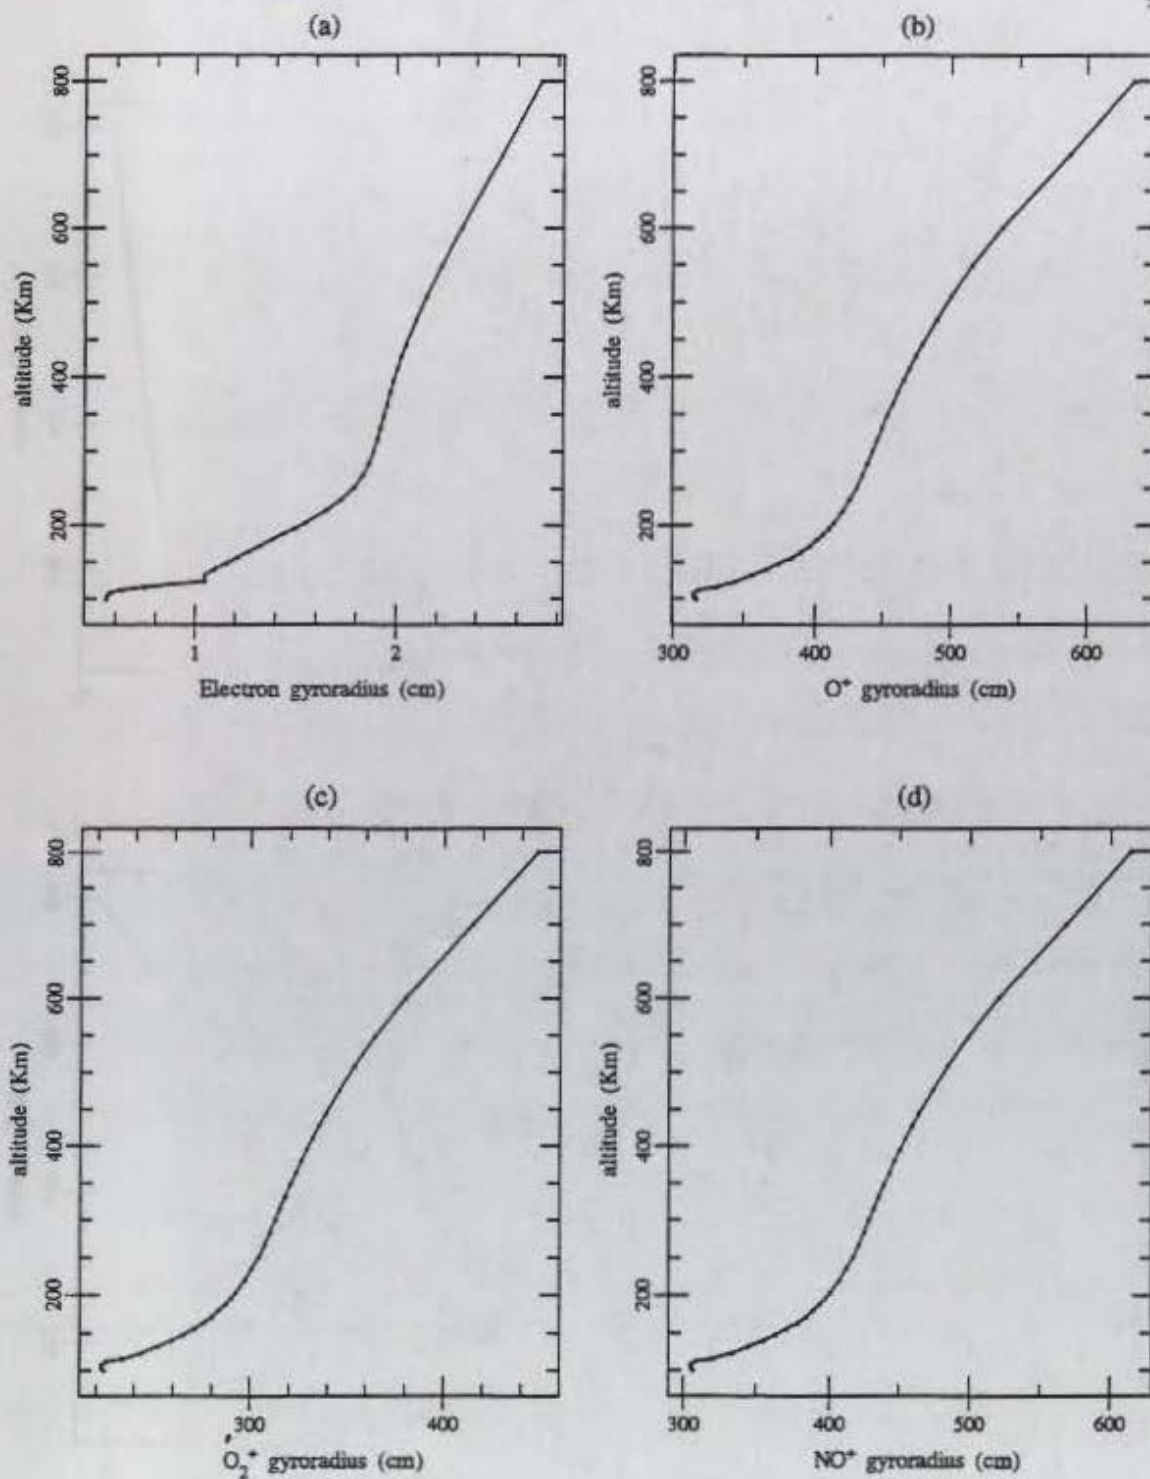 (a)
800
600
400
200
altitude (Km)
1 2
Electron gyroradius (cm)
(b)
800
600
400
200
altitude (Km)
300 400 500 600
O⁺ gyroradius (cm)
(c)
800
600
400
200
altitude (Km)
300 400
O₂⁺ gyroradius (cm)
(d)
800
600
400
200
altitude (Km)
300 400 500 600
NO⁺ gyroradius (cm)